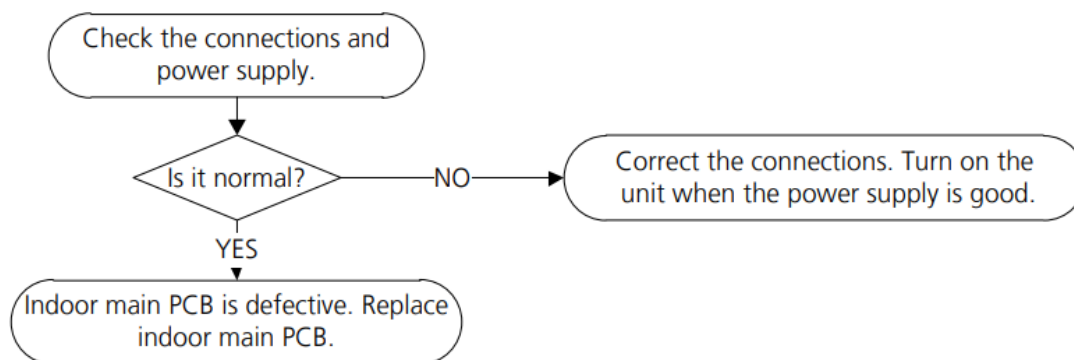 Check the connections and
power supply.
Is it normal?
NO
Correct the connections. Turn on the
unit when the power supply is good.
YES
Indoor main PCB is defective. Replace
indoor main PCB.